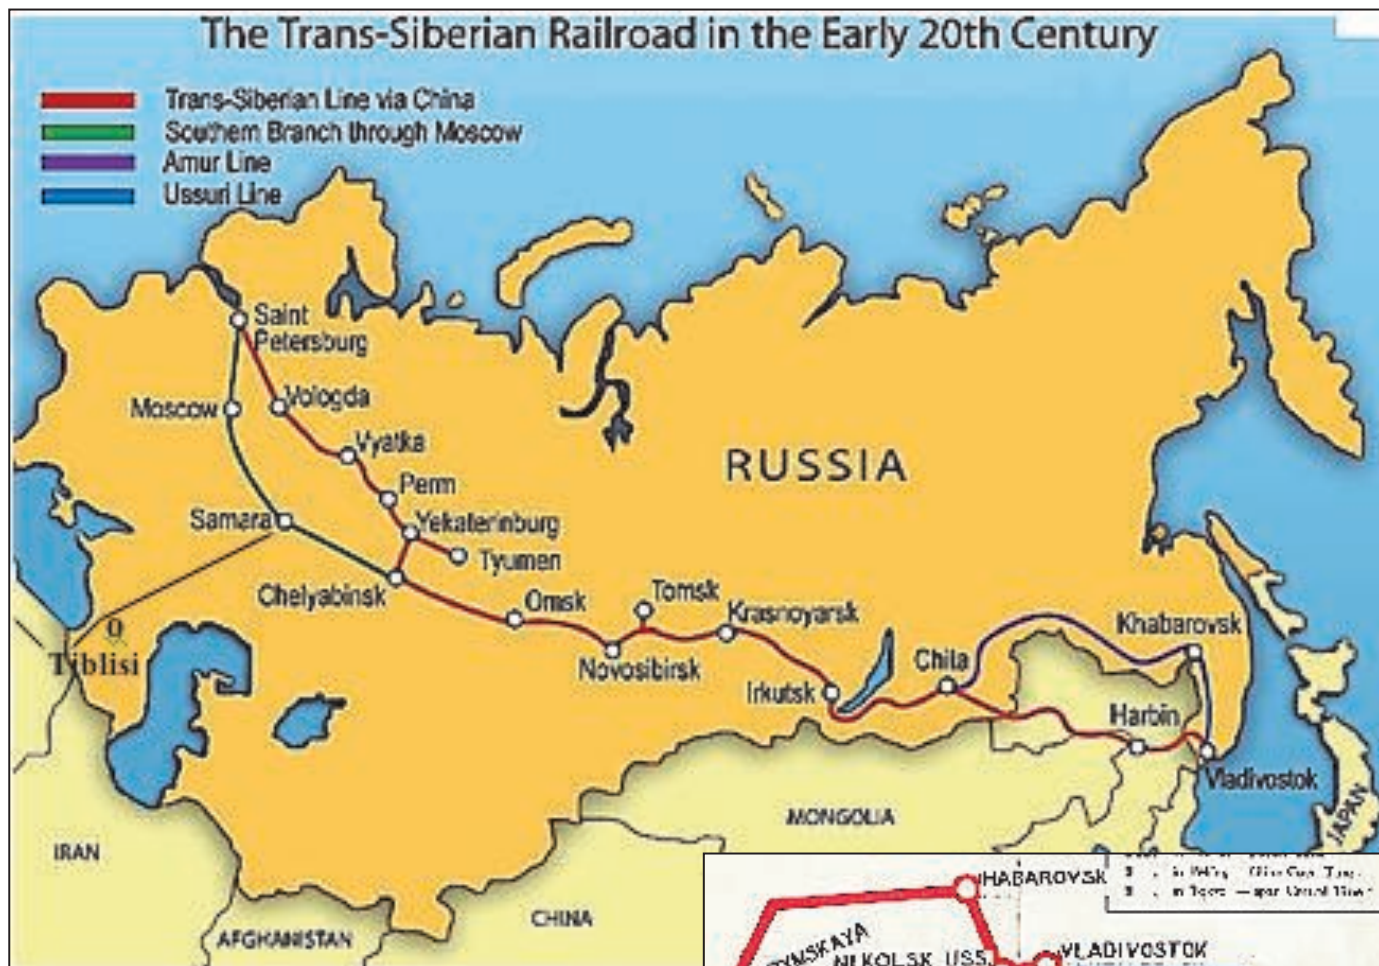 The Trans-Siberian Railroad in the Early 20th Century
Trans-Siberian Line via China
Southern Branch through Moscow
Amur Line
Ussuri Line
Saint
Petersburg
Moscow
Vologda
Vyatka
Perm
Samara
Yekaterinburg
Tyumen
Chelyabinsk
Omsk
Tomsk
Krasnoyarsk
Novosibirsk
Irkutsk
Chita
Khabarovsk
Harbin
Vladivostok
RUSSIA
Tiblisi
IRAN
AFGHANISTAN
CHINA
MONGOLIA
JAPAN
HABAROVSK
NIKOLSK USS.
VLADIVOSTOK